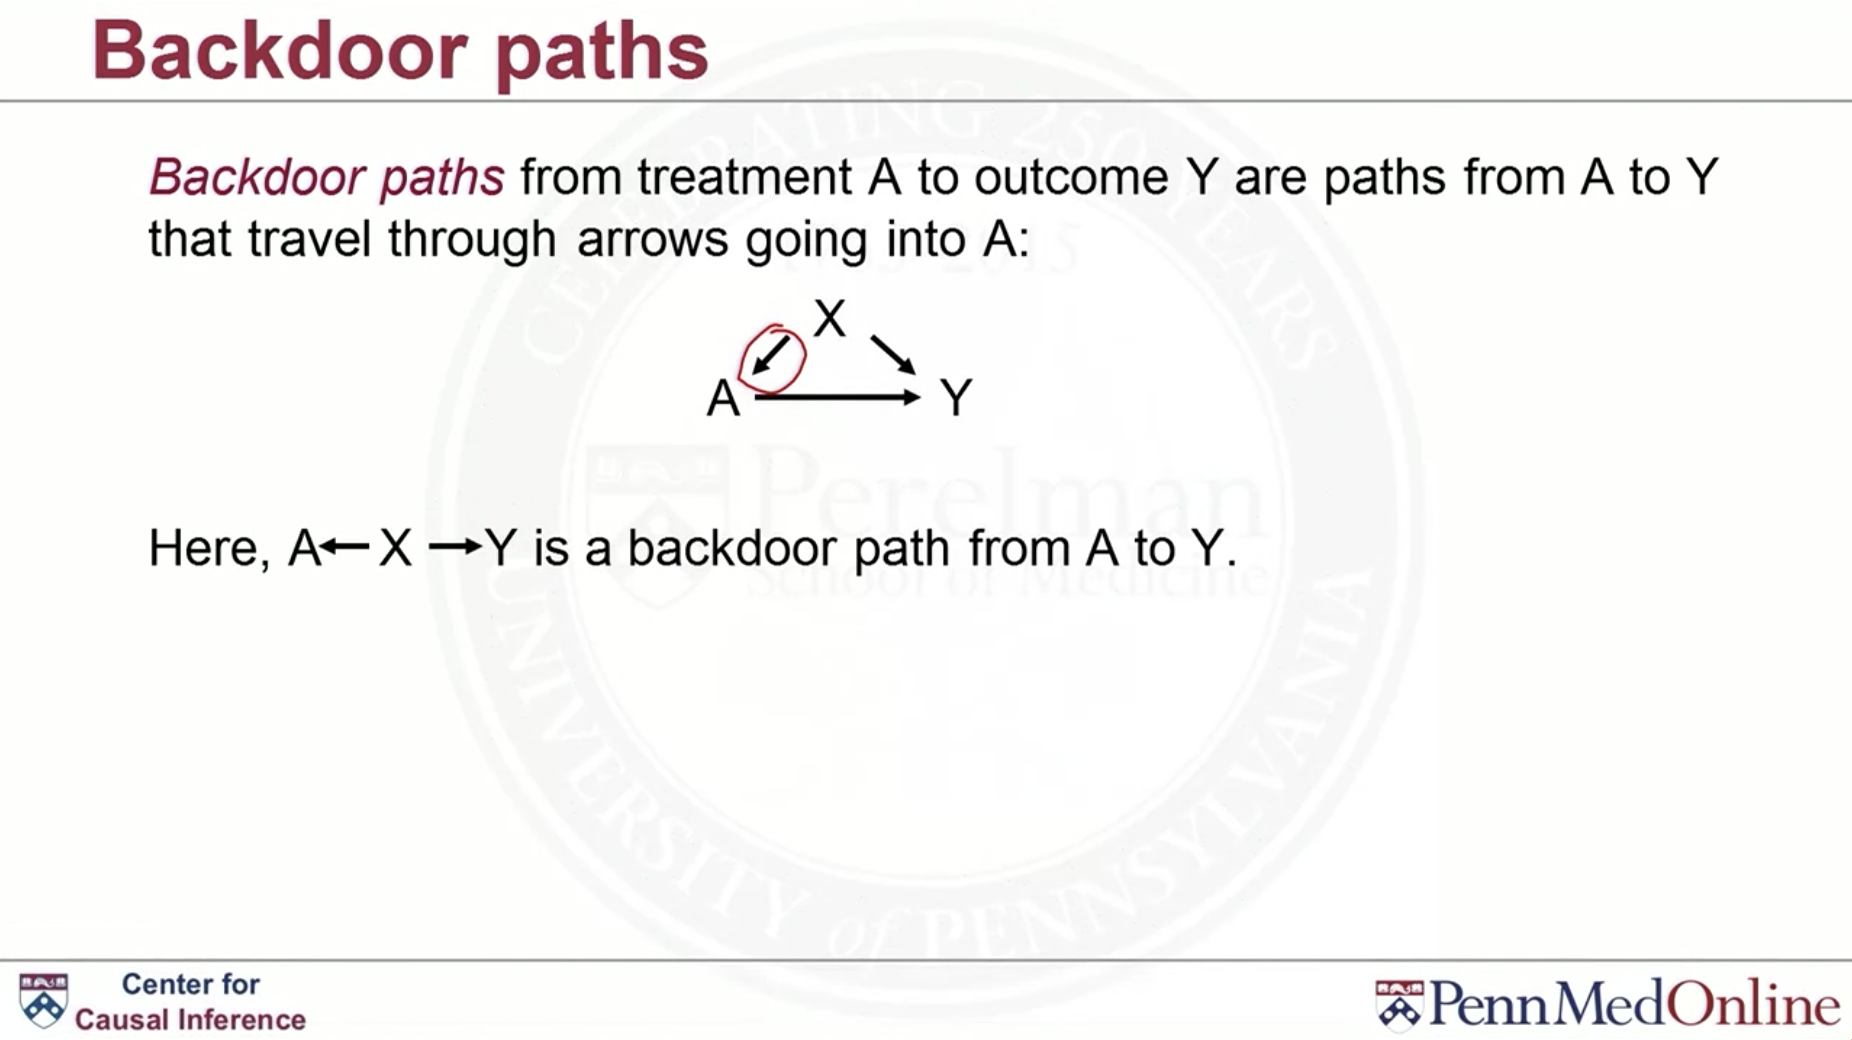 Backdoor paths
Backdoor paths from treatment A to outcome Y are paths from A to Y
that travel through arrows going into A:
X
A
Y
Here, A←X →Y is a backdoor path from A to Y.
CELEBRATING 250 YEARS
1765-2015
Perelman
School of Medicine
UNIVERSITY of PENNSYLVANIA
Center for
Causal Inference
PennMedOnline